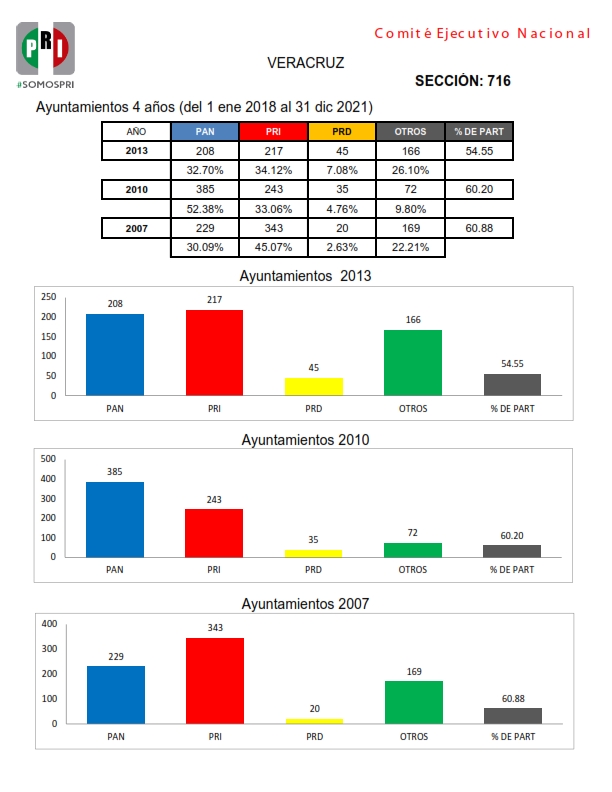 Comité Ejecutivo Nacional
PRI
#SOMOSPRI
VERACRUZ
SECCIÓN: 716
Ayuntamientos 4 años (del 1 ene 2018 al 31 dic 2021)
AÑO PAN PRI PRD OTROS % DE PART
2013 208 217 45 166 54.55
32.70% 34.12% 7.08% 26.10%
2010 385 243 35 72 60.20
52.38% 33.06% 4.76% 9.80%
2007 229 343 20 169 60.88
30.09% 45.07% 2.63% 22.21%
Ayuntamientos 2013
250
200
150
100
50
0
208 217 45 166 54.55
PAN PRI PRD OTROS % DE PART
Ayuntamientos 2010
500
400
300
200
100
0
385 243 35 72 60.20
PAN PRI PRD OTROS % DE PART
Ayuntamientos 2007
400
300
200
100
0
229 343 20 169 60.88
PAN PRI PRD OTROS % DE PART